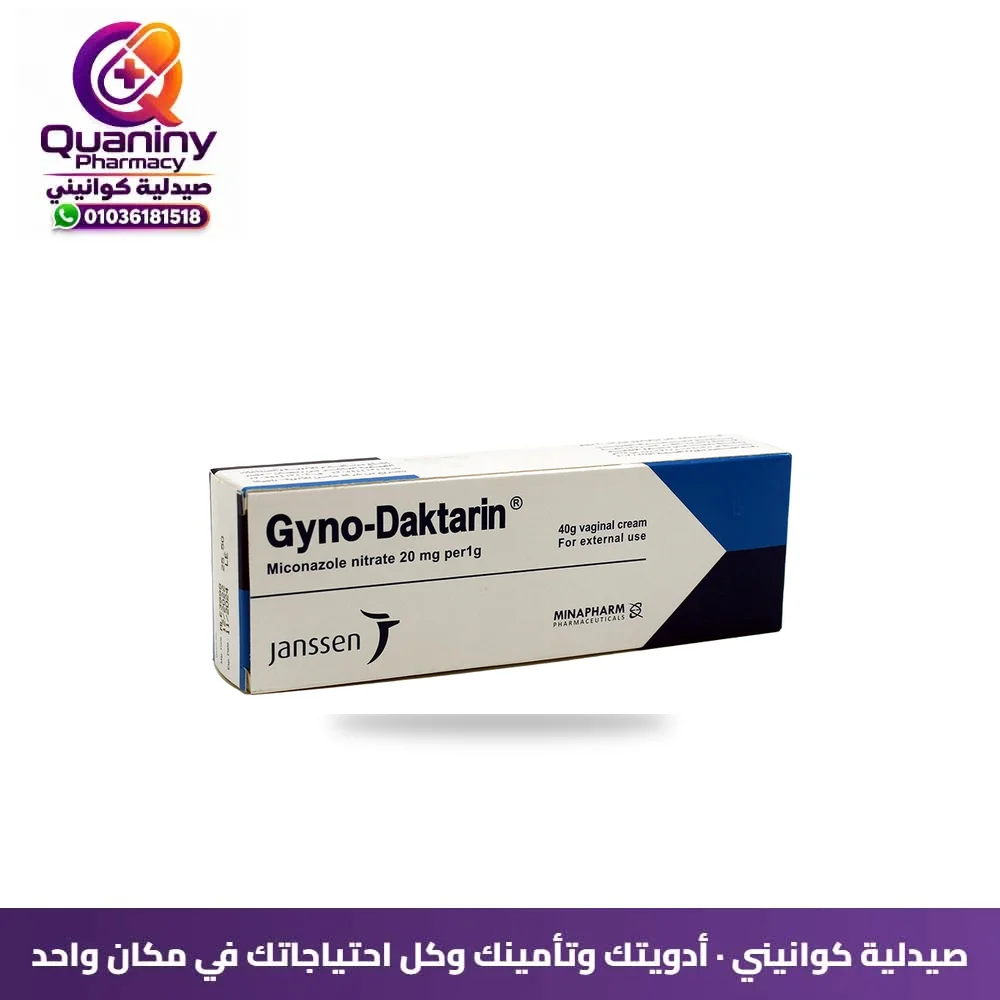 Quaniny
Pharmacy
صيدلية كوانيني
01036181518
Gyno-Daktarin®
Miconazole nitrate 20 mg per1g
40g vaginal cream
For external use
janssen
MINAPHARM
PHARMACEUTICALS
صيدلية كوانيني · أدويتك وتأمينك وكل احتياجاتك في مكان واحد